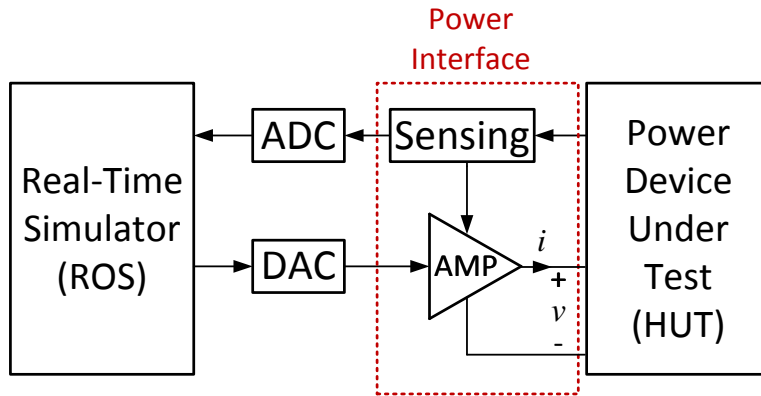 Power
Interface
Real-Time
Simulator
(ROS)
ADC
Sensing
DAC
AMP
i
+
v
-
Power
Device
Under
Test
(HUT)